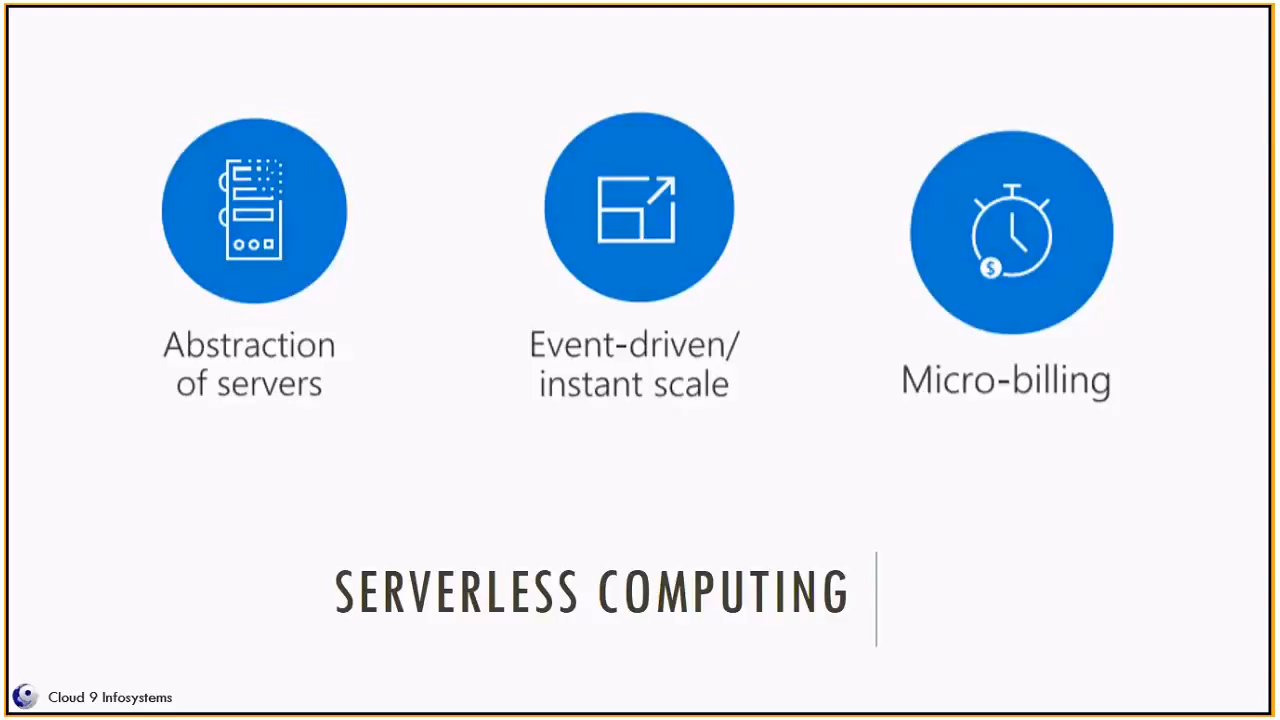 Abstraction
of servers
Event-driven/
instant scale
$
Micro-billing
SERVERLESS COMPUTING
Cloud 9 Infosystems